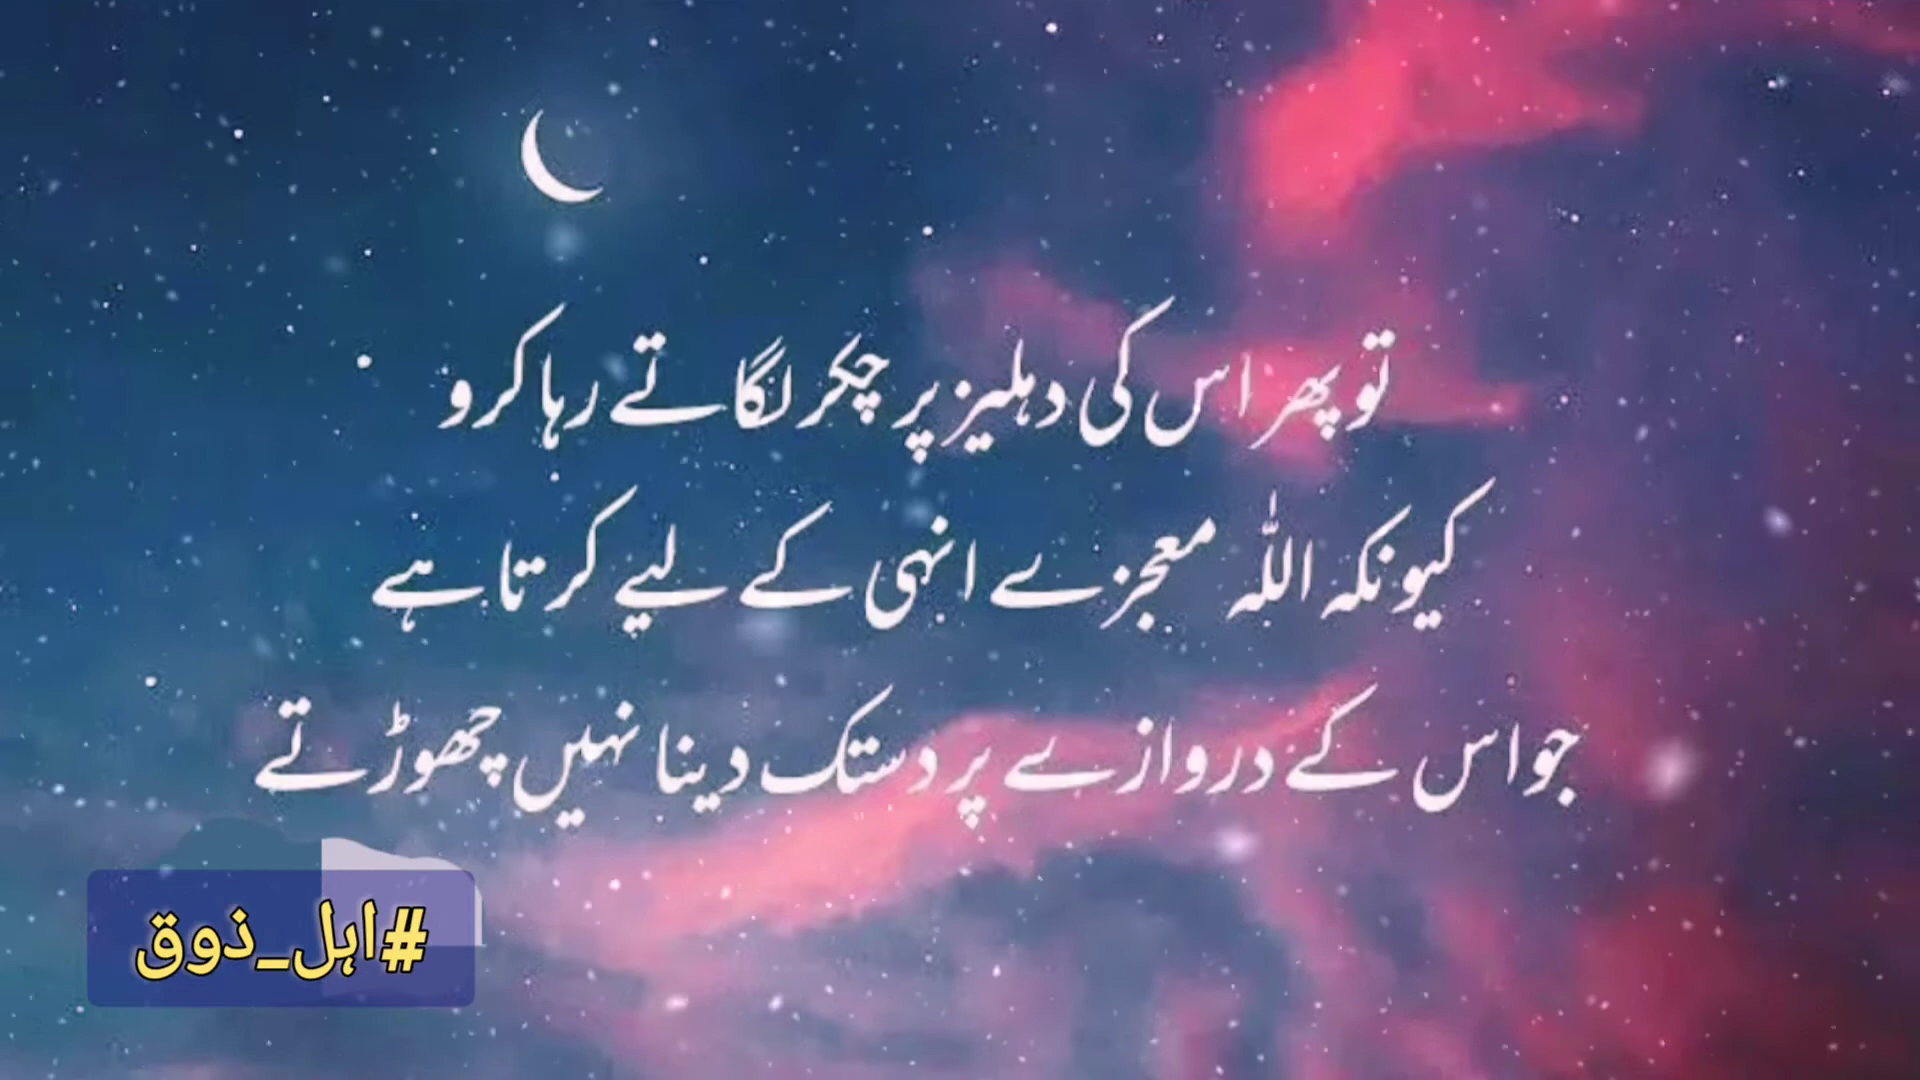 تو پھر اس کی دہلیز پر چکر لگاتے رہا کرو
کیونکہ اللہ معجزے انہی کے لیے کرتا ہے
جو اس کے دروازے پر دستک دینا نہیں چھوڑتے
#اہل_ذوق